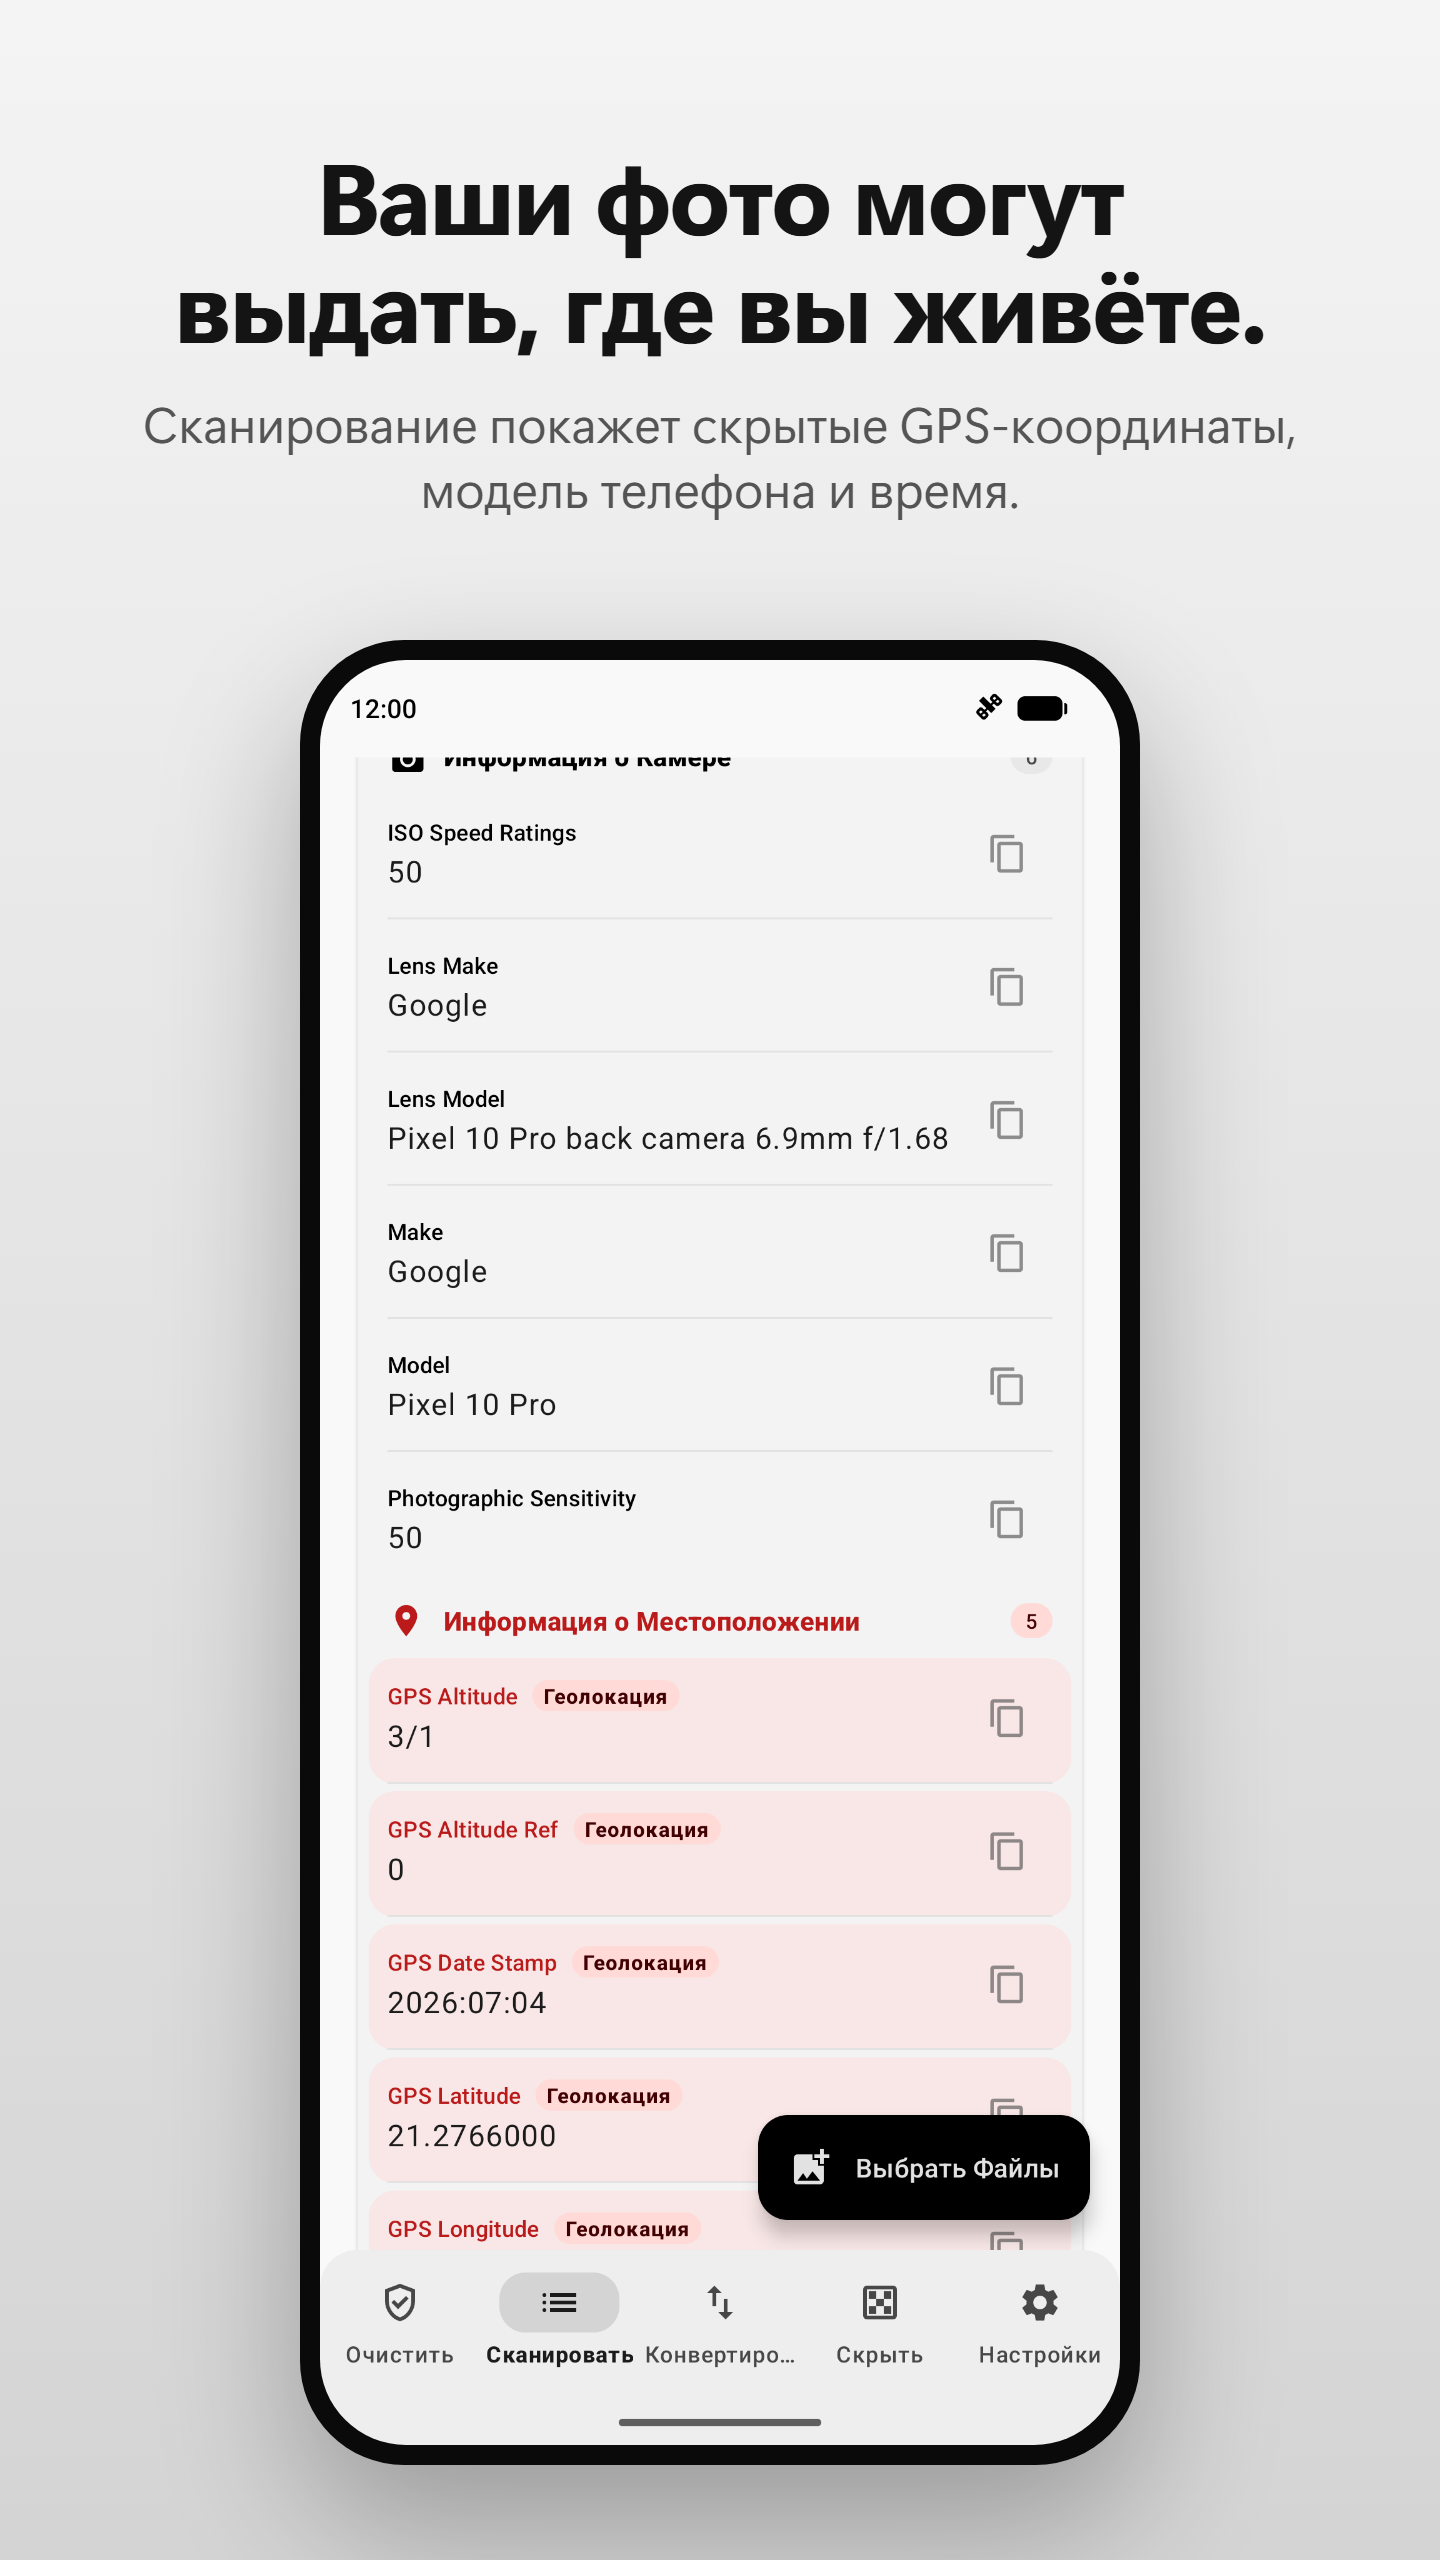 Ваши фото могут
выдать, где вы живёте.
Сканирование покажет скрытые GPS-координаты,
модель телефона и время.
12:00
Информация о Камере 6
ISO Speed Ratings
50
Lens Make
Google
Lens Model
Pixel 10 Pro back camera 6.9mm f/1.68
Make
Google
Model
Pixel 10 Pro
Photographic Sensitivity
50
Информация о Местоположении 5
GPS Altitude Геолокация
3/1
GPS Altitude Ref Геолокация
0
GPS Date Stamp Геолокация
2026:07:04
GPS Latitude Геолокация
21.2766000
Выбрать Файлы
GPS Longitude Геолокация
Очистить Сканировать Конвертиро... Скрыть Настройки